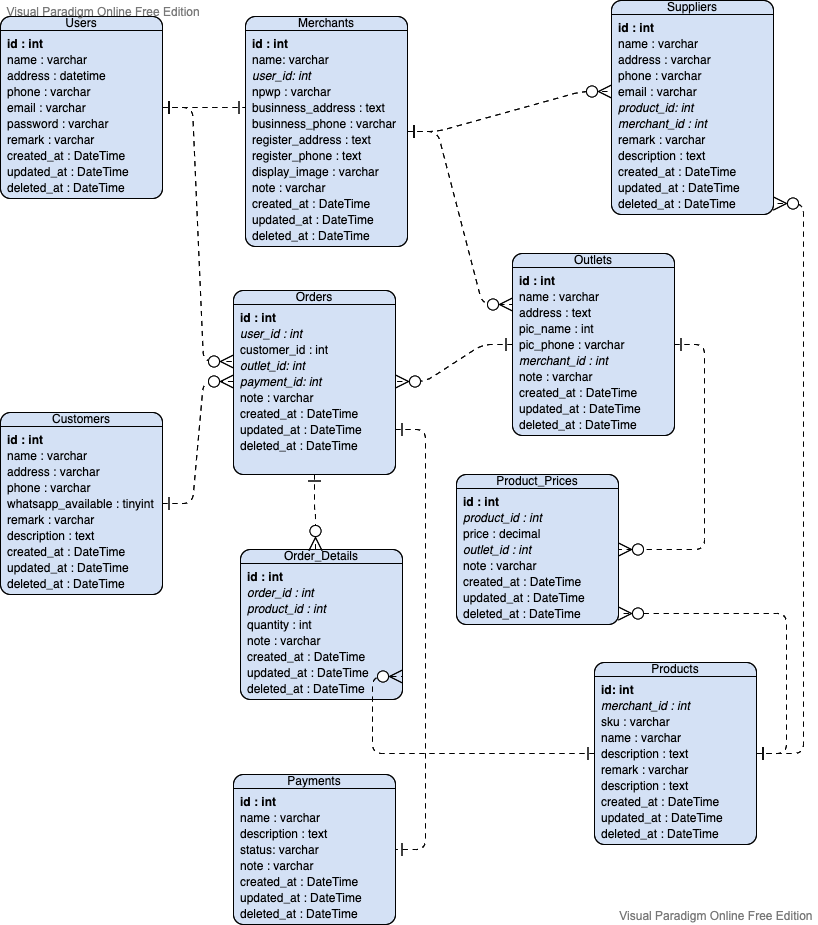 Visual Paradigm Online Free Edition
Users
id : int
name : varchar
address : datetime
phone : varchar
email : varchar
password : varchar
remark : varchar
created_at : DateTime
updated_at : DateTime
deleted_at : DateTime
Merchants
id : int
name: varchar
user_id: int
npwp : varchar
businness_address : text
businness_phone : varchar
register_address : text
register_phone : text
display_image : varchar
note : varchar
created_at : DateTime
updated_at : DateTime
deleted_at : DateTime
Suppliers
id : int
name : varchar
address : varchar
phone : varchar
email : varchar
product_id: int
merchant_id : int
remark : varchar
description : text
created_at : DateTime
updated_at : DateTime
deleted_at : DateTime
Orders
id : int
user_id : int
customer_id : int
outlet_id: int
payment_id: int
note : varchar
created_at : DateTime
updated_at : DateTime
deleted_at : DateTime
Outlets
id : int
name : varchar
address : text
pic_name : int
pic_phone : varchar
merchant_id : int
note : varchar
created_at : DateTime
updated_at : DateTime
deleted_at : DateTime
Customers
id : int
name : varchar
address : varchar
phone : varchar
whatsapp_available : tinyint
remark : varchar
description : text
created_at : DateTime
updated_at : DateTime
deleted_at : DateTime
Order_Details
id : int
order_id : int
product_id : int
quantity : int
note : varchar
created_at : DateTime
updated_at : DateTime
deleted_at : DateTime
Product_Prices
id : int
product_id : int
price : decimal
outlet_id : int
note : varchar
created_at : DateTime
updated_at : DateTime
deleted_at : DateTime
Products
id: int
merchant_id : int
sku : varchar
name : varchar
description : text
remark : varchar
description : text
created_at : DateTime
updated_at : DateTime
deleted_at : DateTime
Payments
id : int
name : varchar
description : text
status: varchar
note : varchar
created_at : DateTime
updated_at : DateTime
deleted_at : DateTime
Visual Paradigm Online Free Edition